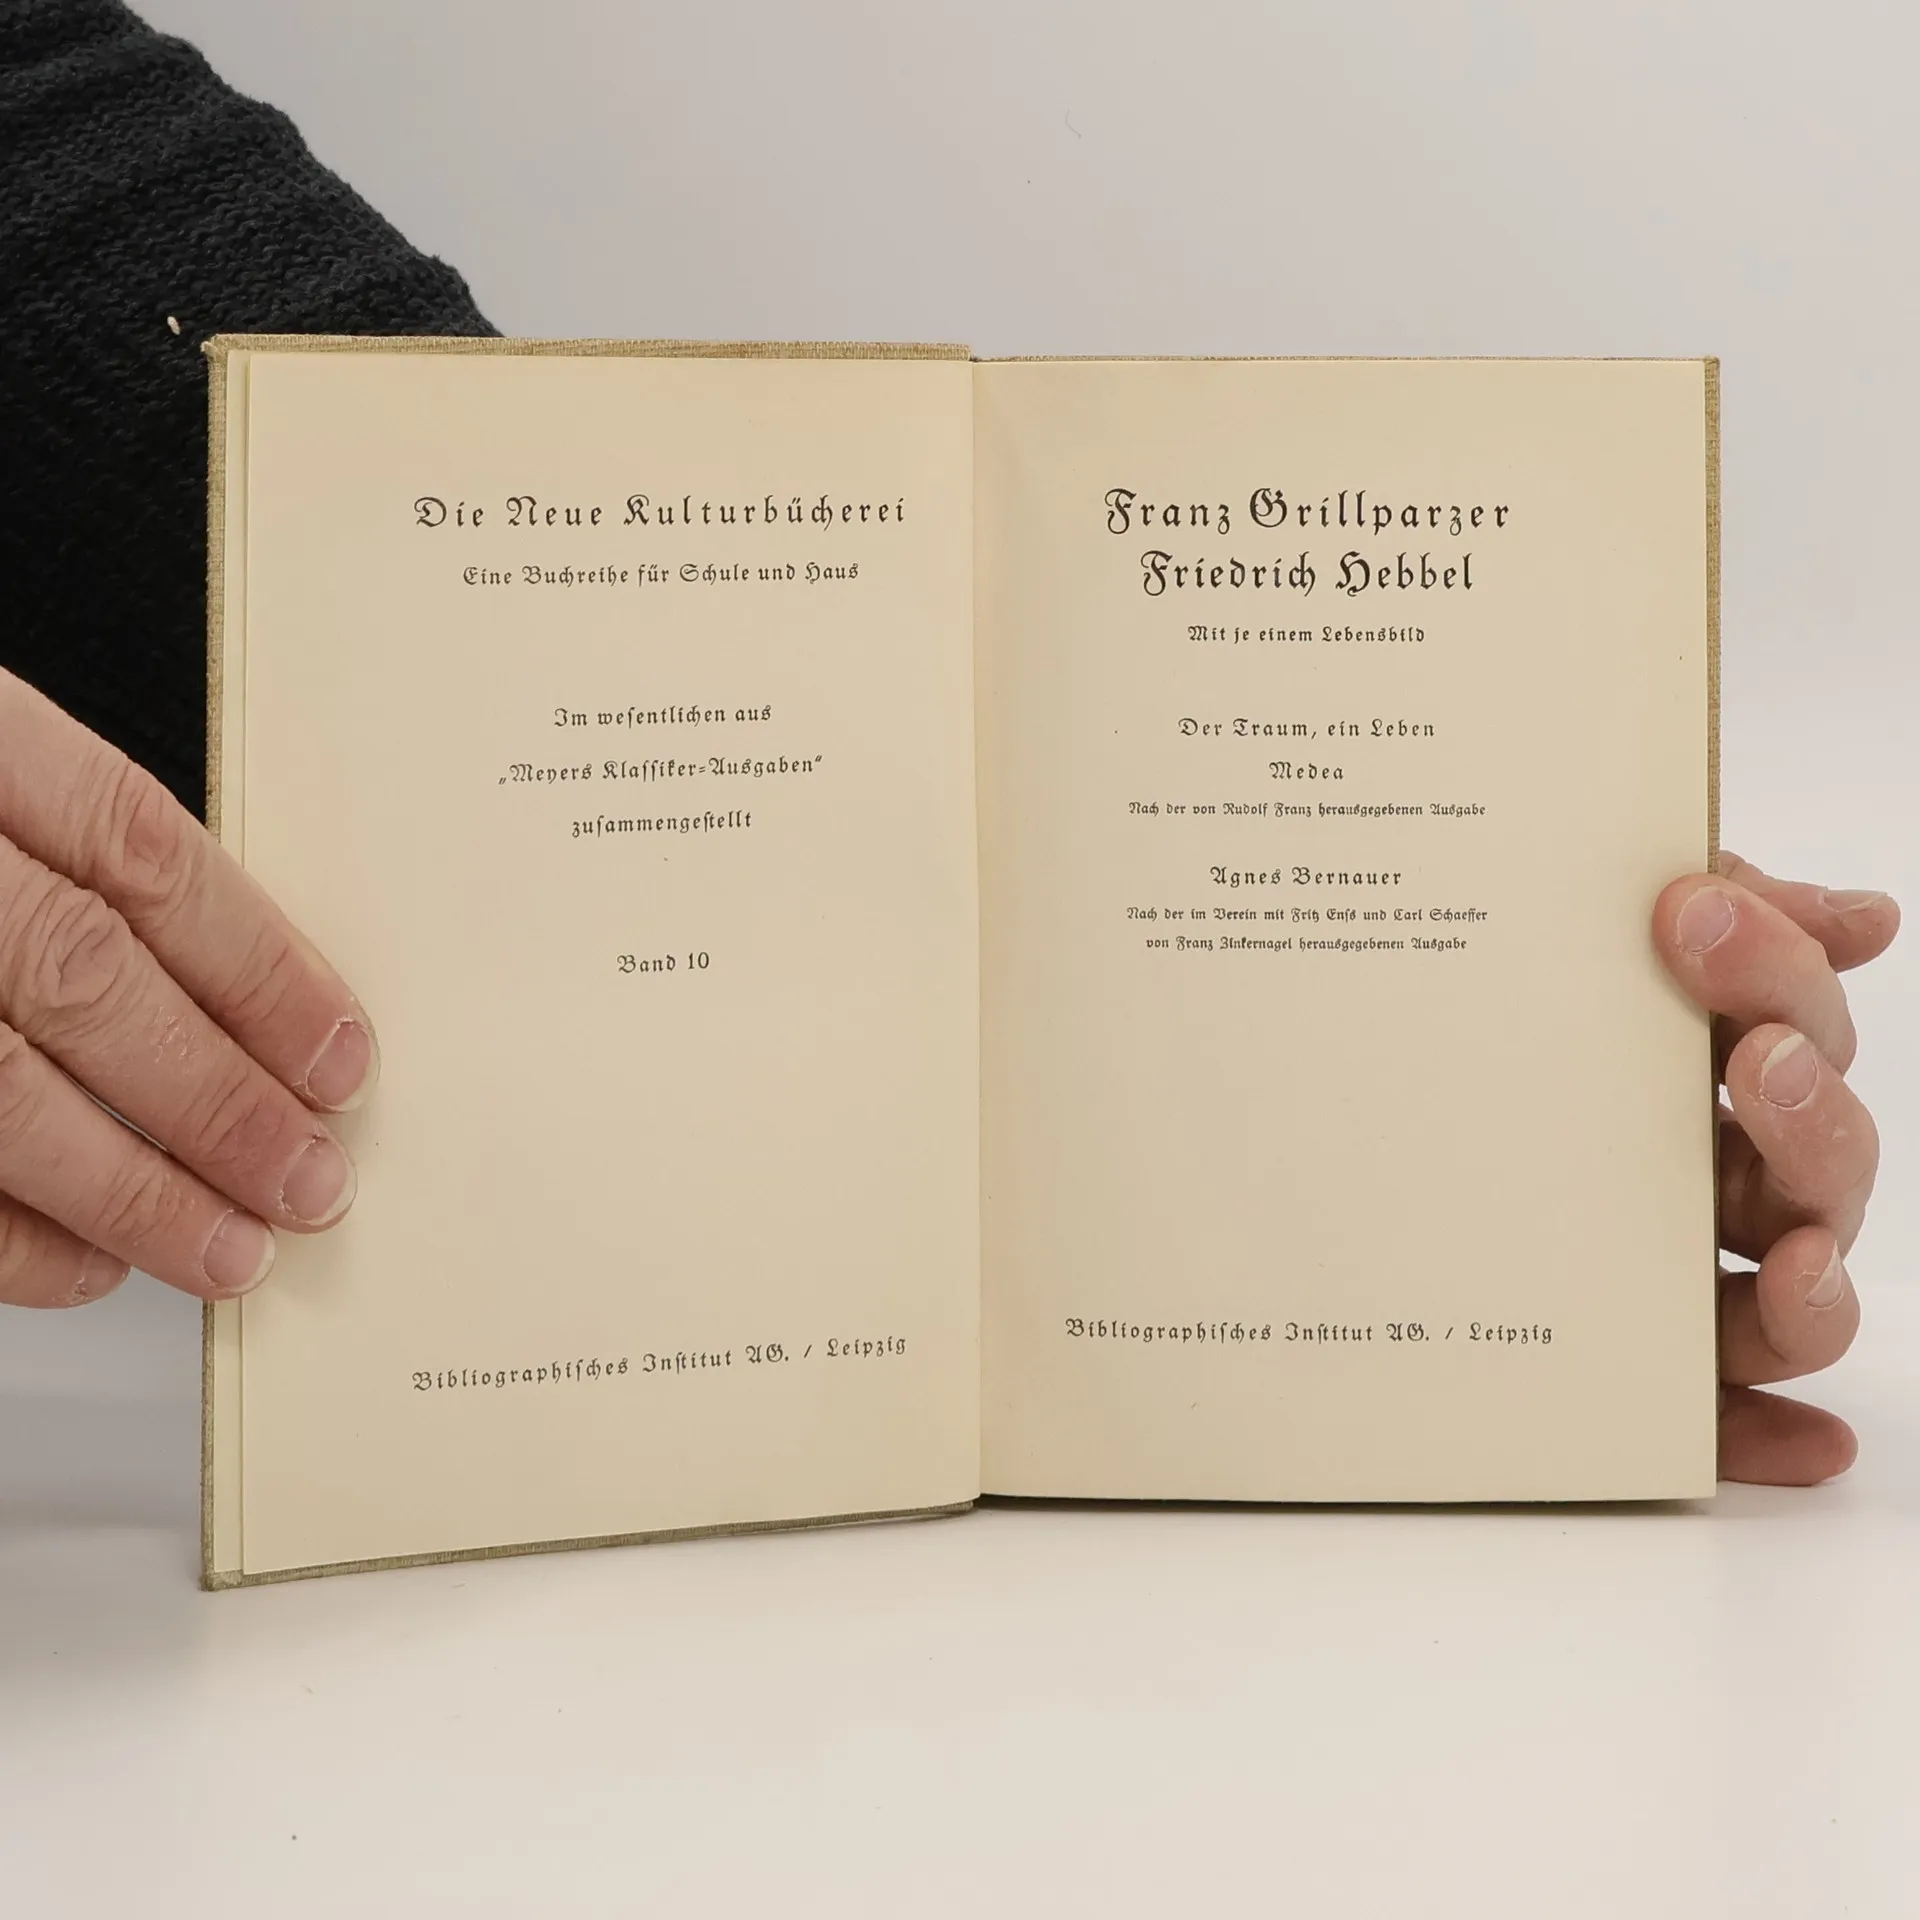 Die Neue Kulturbücherei
Eine Buchreihe für Schule und Haus
Im weſentlichen aus
„Meyers Klaſſiker=Ausgaben“
zuſammengeſtellt
Band 10
Bibliographiſches Inſtitut AG. / Leipzig
Franz Grillparzer
Friedrich Hebbel
Mit je einem Lebensbild
Der Traum, ein Leben
Medea
Nach der von Rudolf Franz herausgegebenen Ausgabe
Agnes Bernauer
Nach der im Verein mit Fritz Enſs und Carl Schaeffer
von Franz Zinkernagel herausgegebenen Ausgabe
Bibliographiſches Inſtitut AG. / Leipzig